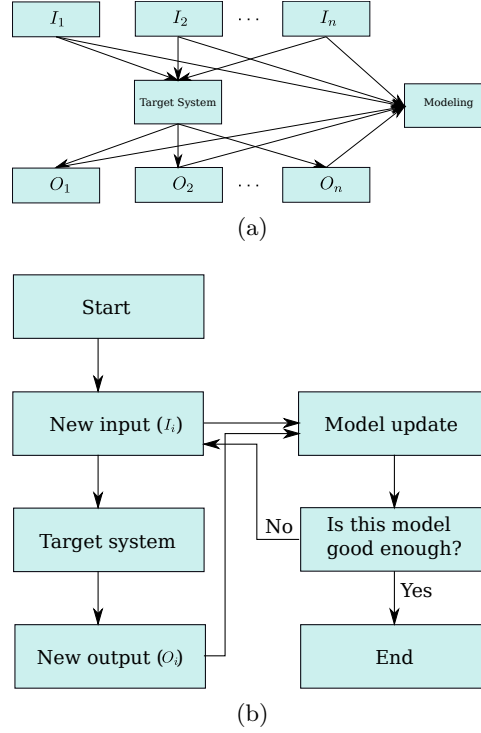 I₁ I₂ ... Iₙ
Target System
Modeling
O₁ O₂ ... Oₙ
(a)
Start
New input (Iᵢ)
Model update
Target system
No
Is this model
good enough?
Yes
New output (Oᵢ)
End
(b)